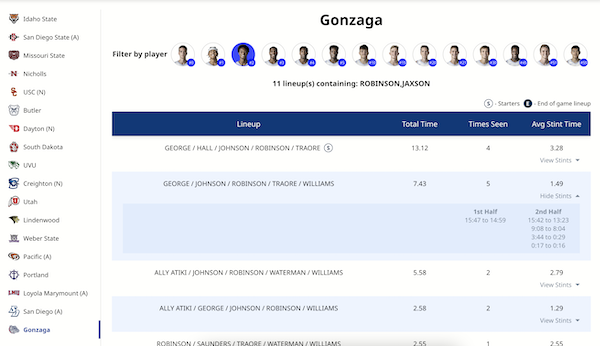 Gonzaga
Idaho State
San Diego State (A)
Missouri State
Nicholls
USC (N)
Butler
Dayton (N)
South Dakota
UVU
Creighton (N)
Utah
Lindenwood
Weber State
Pacific (A)
Portland
Loyola Marymount (A)
San Diego (A)
Gonzaga
Filter by player
11 lineup(s) containing: ROBINSON,JAXSON
S - Starters E - End of game lineup
Lineup Total Time Times Seen Avg Stint Time
GEORGE / HALL / JOHNSON / ROBINSON / TRAORE S 13.12 4 3.28
View Stints
GEORGE / JOHNSON / ROBINSON / TRAORE / WILLIAMS 7.43 5 1.49
Hide Stints
1st Half 2nd Half
15:47 to 14:59 15:42 to 13:23
9:08 to 8:04
3:44 to 0:29
0:17 to 0:16
ALLY ATIKI / JOHNSON / ROBINSON / WATERMAN / WILLIAMS 5.58 2 2.79
View Stints
ALLY ATIKI / GEORGE / JOHNSON / ROBINSON / WILLIAMS 2.58 2 1.29
View Stints
ROBINSON / SAUNDERS / TRAORE / WATERMAN / WILLIAMS 2.55 1 2.55